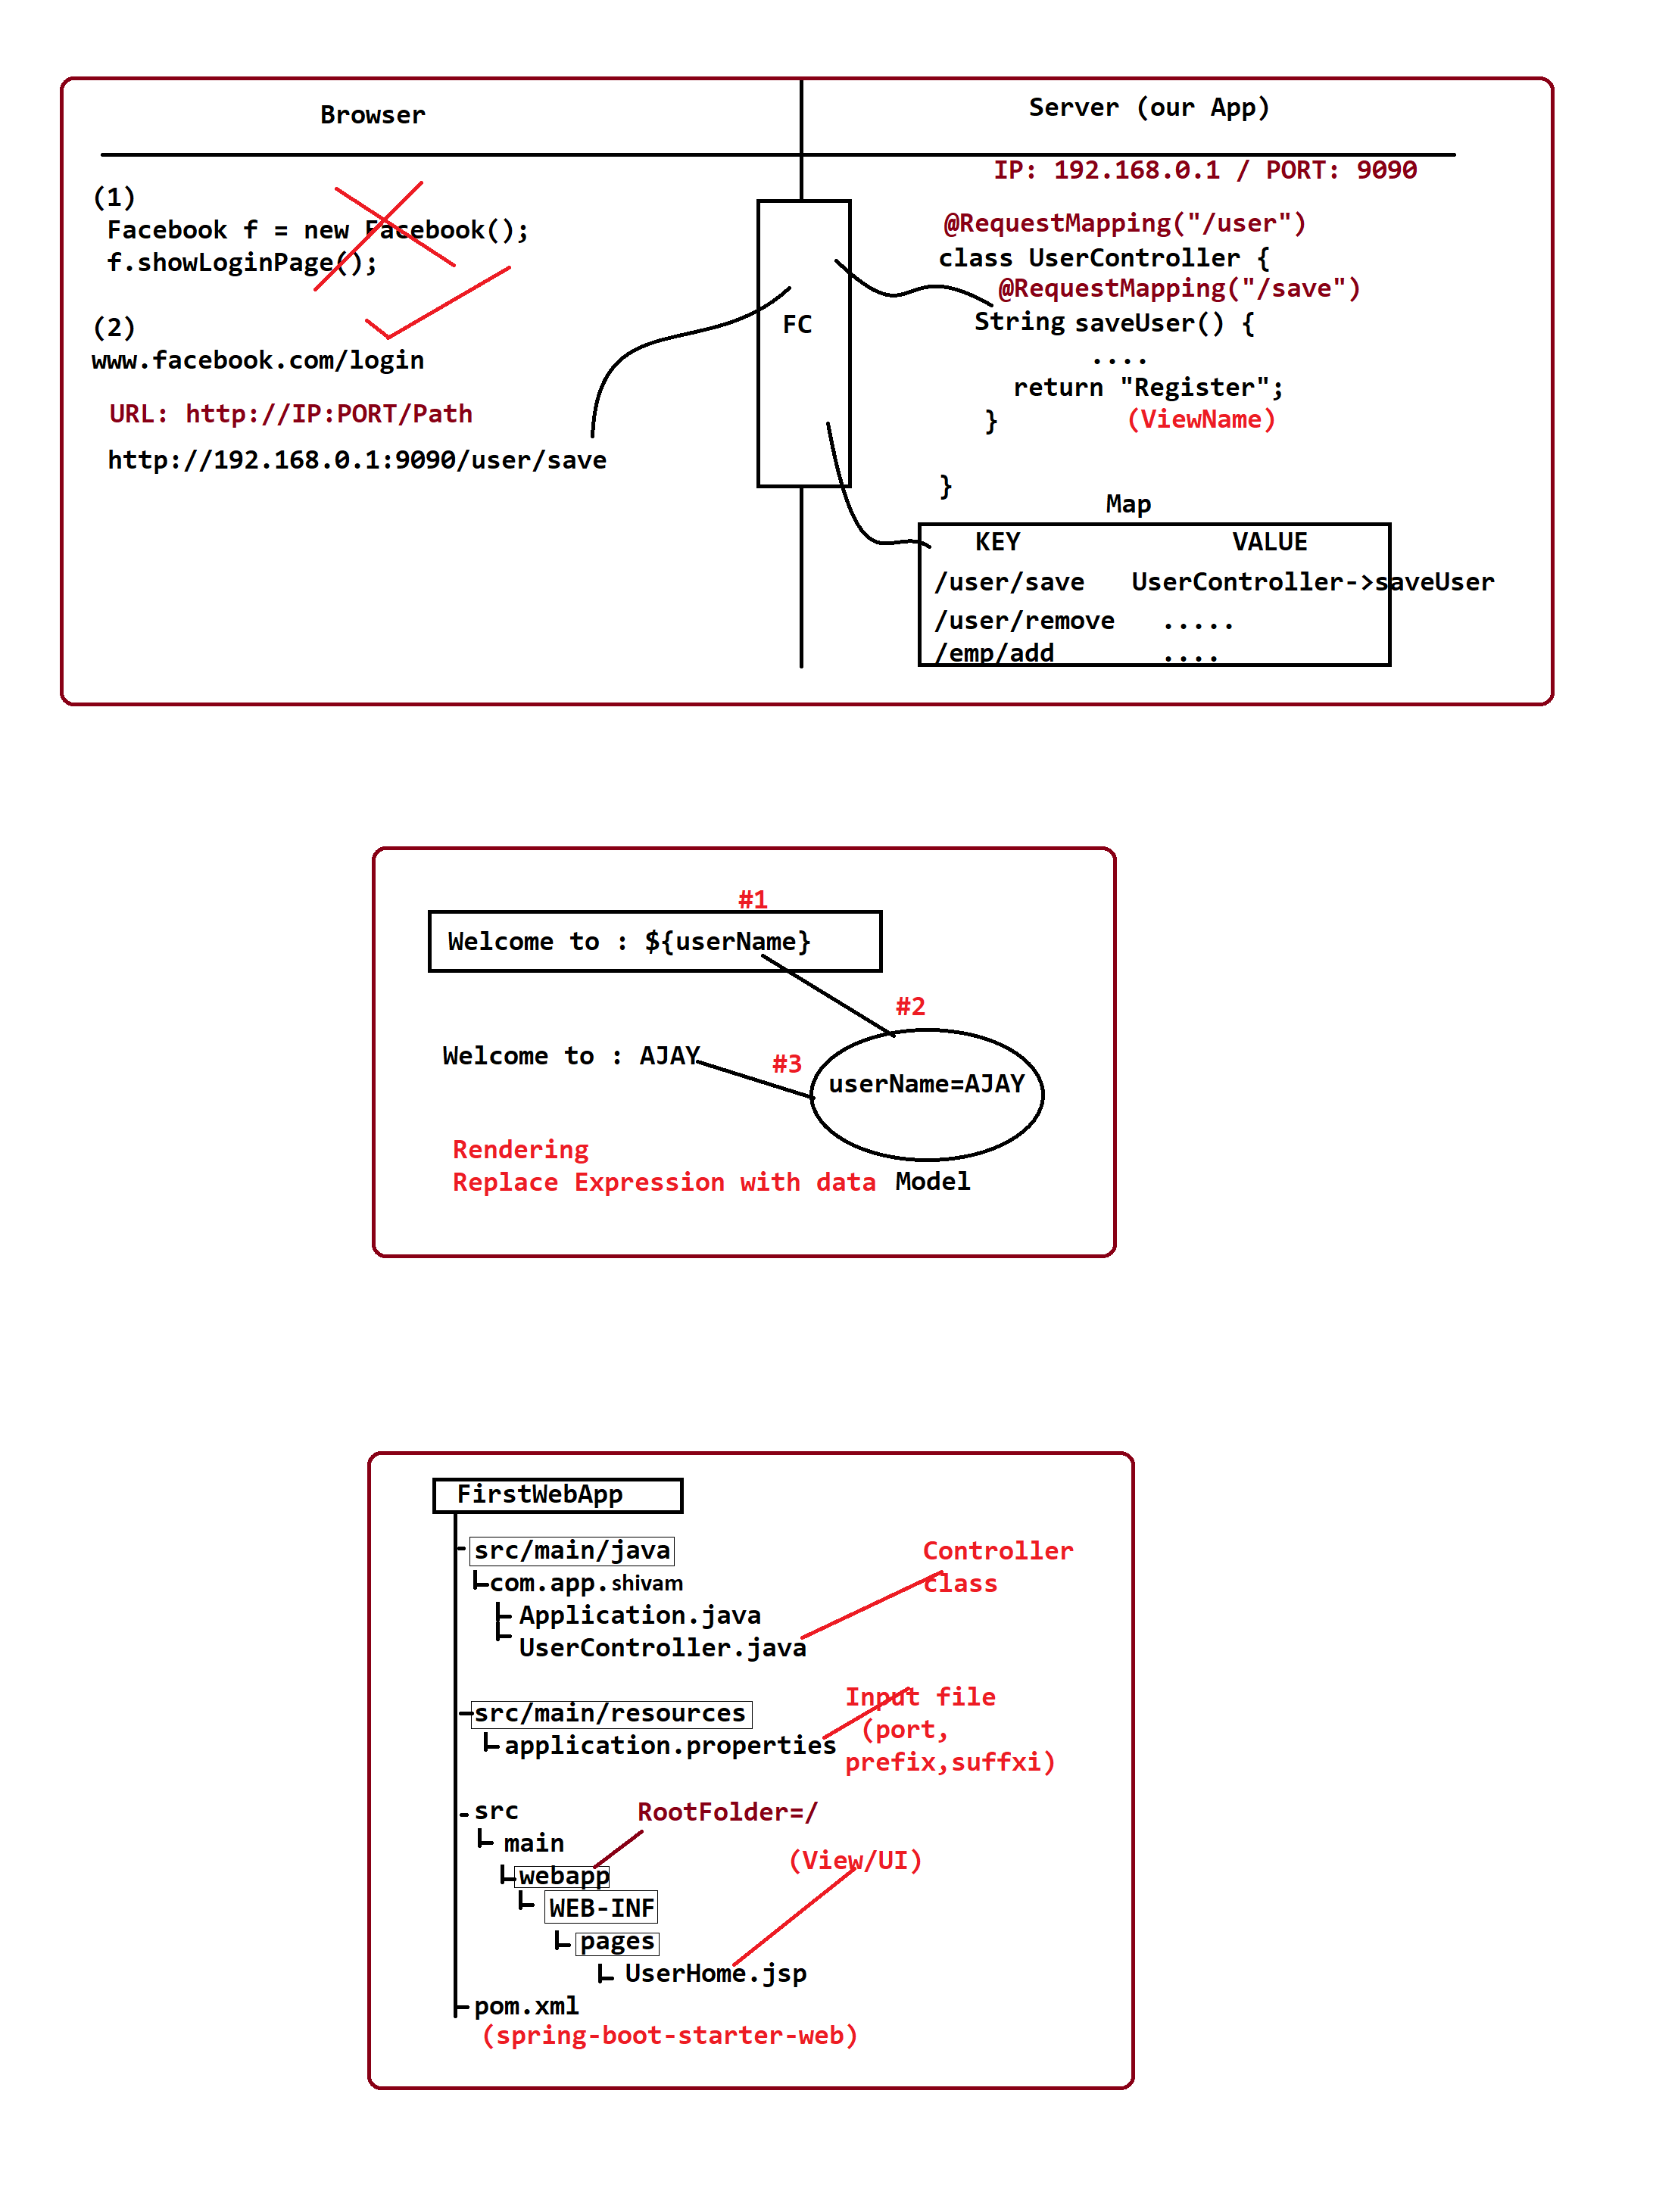 Browser
Server (our App)
IP: 192.168.0.1 / PORT: 9090
(1)
Facebook f = new Facebook();
f.showLoginPage();
(2)
www.facebook.com/login
URL: http://IP:PORT/Path
http://192.168.0.1:9090/user/save
FC
@RequestMapping("/user")
class UserController {
@RequestMapping("/save")
String saveUser() {
....
return "Register";
} (ViewName)
}
Map
KEY VALUE
/user/save UserController->saveUser
/user/remove .....
/emp/add ....
#1
Welcome to : ${userName}
#2
Welcome to : AJAY
#3
userName=AJAY
Rendering
Replace Expression with data
Model
FirstWebApp
src/main/java
com.app.shivam
Application.java
UserController.java
Controller
class
src/main/resources
application.properties
Input file
(port,
prefix,suffxi)
src
main
webapp
RootFolder=/
WEB-INF
pages
UserHome.jsp
(View/UI)
pom.xml
(spring-boot-starter-web)